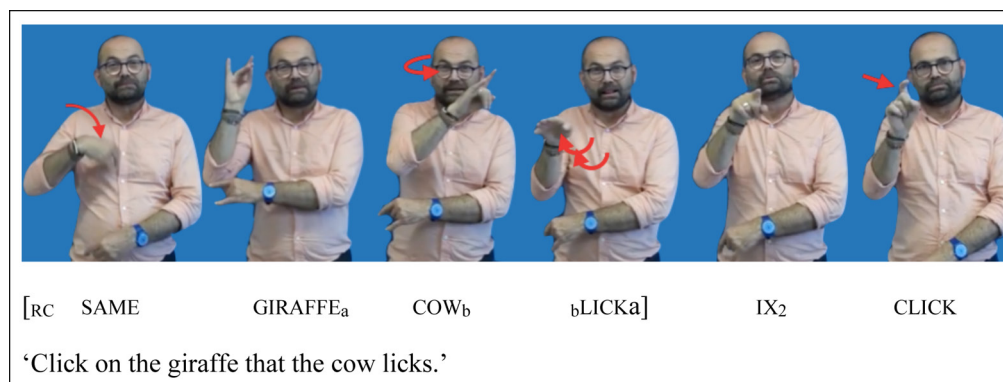 [RC SAME GIRAFFEa COWb bLICKa] IX2 CLICK
‘Click on the giraffe that the cow licks.’